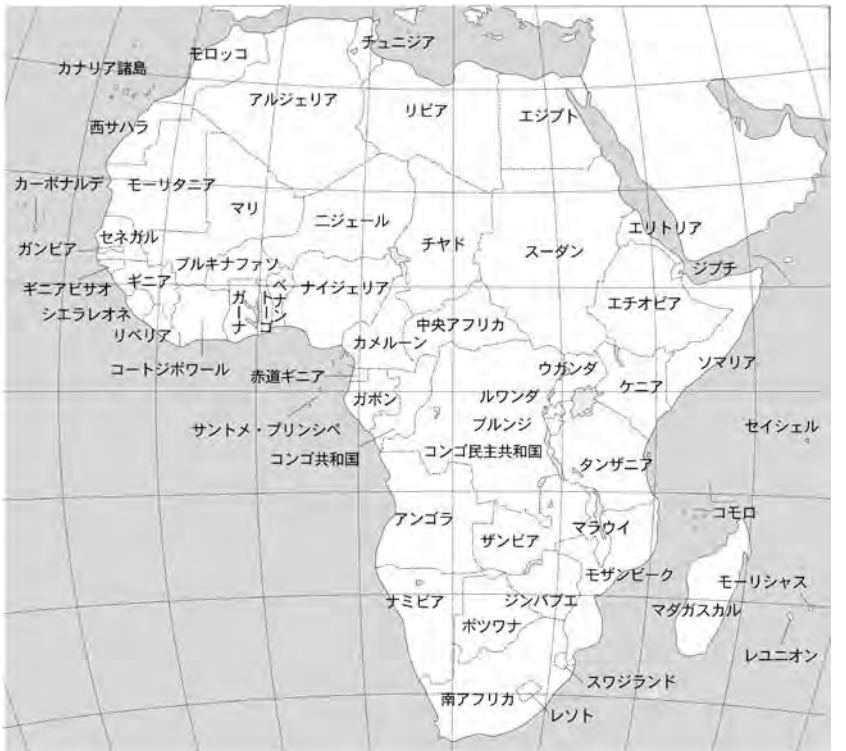 チュニジア
モロッコ
カナリア諸島
アルジェリア
リビア
エジプト
西サハラ
カーボナルデ
モーリタニア
マリ
ニジェール
エリトリア
セネガル
チャド
スーダン
ガンビア
ブルキナファソ
ジブチ
ギニア
ベナン
ナイジェリア
ギニアビサオ
ガーナ
トーゴ
エチオピア
シエラレオネ
リベリア
中央アフリカ
カメルーン
コートジボワール
赤道ギニア
ウガンダ
ソマリア
ケニア
ガボン
ルワンダ
ブルンジ
サントメ・プリンシペ
セイシェル
コンゴ共和国
コンゴ民主共和国
タンザニア
コモロ
アンゴラ
ザンビア
マラウイ
モザンビーク
モーリシャス
ナミビア
ジンバブエ
マダガスカル
ボツワナ
レユニオン
スワジランド
南アフリカ
レソト